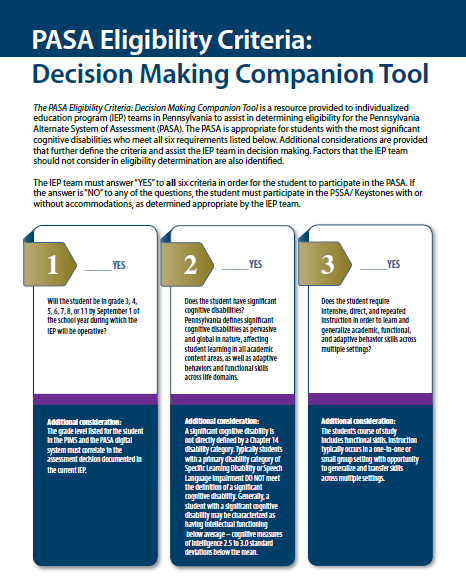 PASA Eligibility Criteria:
Decision Making Companion Tool
The PASA Eligibility Criteria: Decision Making Companion Tool is a resource provided to individualized
education program (IEP) teams in Pennsylvania to assist in determining eligibility for the Pennsylvania
Alternate System of Assessment (PASA). The PASA is appropriate for students with the most significant
cognitive disabilities who meet all six requirements listed below. Additional considerations are provided
that further define the criteria and assist the IEP team in decision making. Factors that the IEP team
should not consider in eligibility determination are also identified.
The IEP team must answer "YES" to all six criteria in order for the student to participate in the PASA. If
the answer is "NO" to any of the questions, the student must participate in the PSSA/ Keystones with or
without accommodations, as determined appropriate by the IEP team.
1
_____YES
Will the student be in grade 3, 4,
5, 6, 7, 8, or 11 by September 1 of
the school year during which the
IEP will be operative?
Additional consideration:
The grade level listed for the student
in the PIMS and the PASA digital
system must correlate to the
assessment decision documented in
the current IEP.
2
_____YES
Does the student have significant
cognitive disabilities?
Pennsylvania defines significant
cognitive disabilities as pervasive
and global in nature, affecting
student learning in all academic
content areas, as well as adaptive
behaviors and functional skills
across life domains.
Additional consideration:
A significant cognitive disability is
not directly defined by a Chapter 14
disability category. Typically students
with a primary disability category of
Specific Learning Disability or Speech
Language Impairment DO NOT meet
the definition of a significant
cognitive disability. Generally, a
student with a significant cognitive
disability may be characterized as
having intellectual functioning
below average – cognitive measures
of intelligence 2.5 to 3.0 standard
deviations below the mean.
3
_____YES
Does the student require
intensive, direct, and repeated
instruction in order to learn and
generalize academic, functional,
and adaptive behavior skills across
multiple settings?
Additional consideration:
The student's course of study
includes functional skills. Instruction
typically occurs in a one-to-one or
small group setting with opportunity
to generalize and transfer skills
across multiple settings.